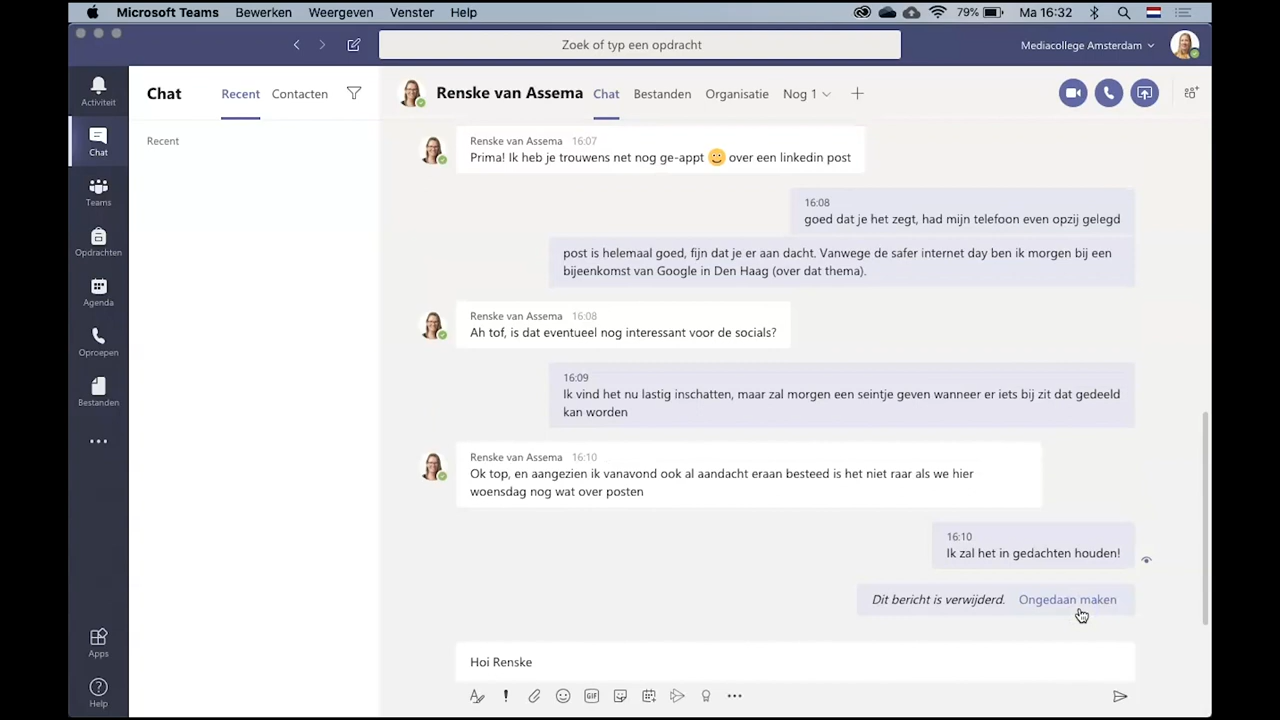 Microsoft Teams Bewerken Weergeven Venster Help 79% Ma 16:32
Zoek of typ een opdracht
Mediacollege Amsterdam
Activiteit
Chat
Teams
Opdrachten
Agenda
Oproepen
Bestanden
Apps
Help
Chat Recent Contacten
Recent
Renske van Assema Chat Bestanden Organisatie Nog 1
Renske van Assema 16:07
Prima! Ik heb je trouwens net nog ge-appt over een linkedin post
16:08
goed dat je het zegt, had mijn telefoon even opzij gelegd
post is helemaal goed, fijn dat je er aan dacht. Vanwege de safer internet day ben ik morgen bij een
bijeenkomst van Google in Den Haag (over dat thema).
Renske van Assema 16:08
Ah tof, is dat eventueel nog interessant voor de socials?
16:09
Ik vind het nu lastig inschatten, maar zal morgen een seintje geven wanneer er iets bij zit dat gedeeld
kan worden
Renske van Assema 16:10
Ok top, en aangezien ik vanavond ook al aandacht eraan besteed is het niet raar als we hier
woensdag nog wat over posten
16:10
Ik zal het in gedachten houden!
Dit bericht is verwijderd. Ongedaan maken
Hoi Renske
GIF